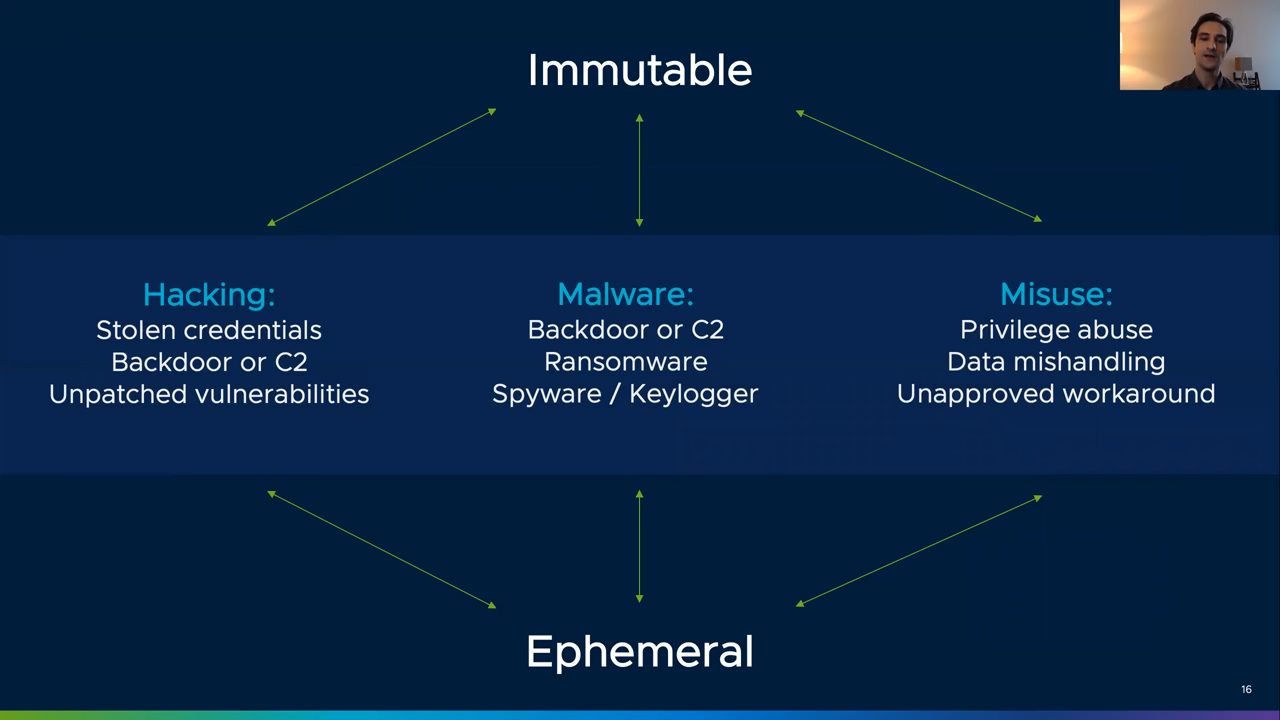 Immutable
Hacking:
Stolen credentials
Backdoor or C2
Unpatched vulnerabilities
Malware:
Backdoor or C2
Ransomware
Spyware / Keylogger
Misuse:
Privilege abuse
Data mishandling
Unapproved workaround
Ephemeral
16